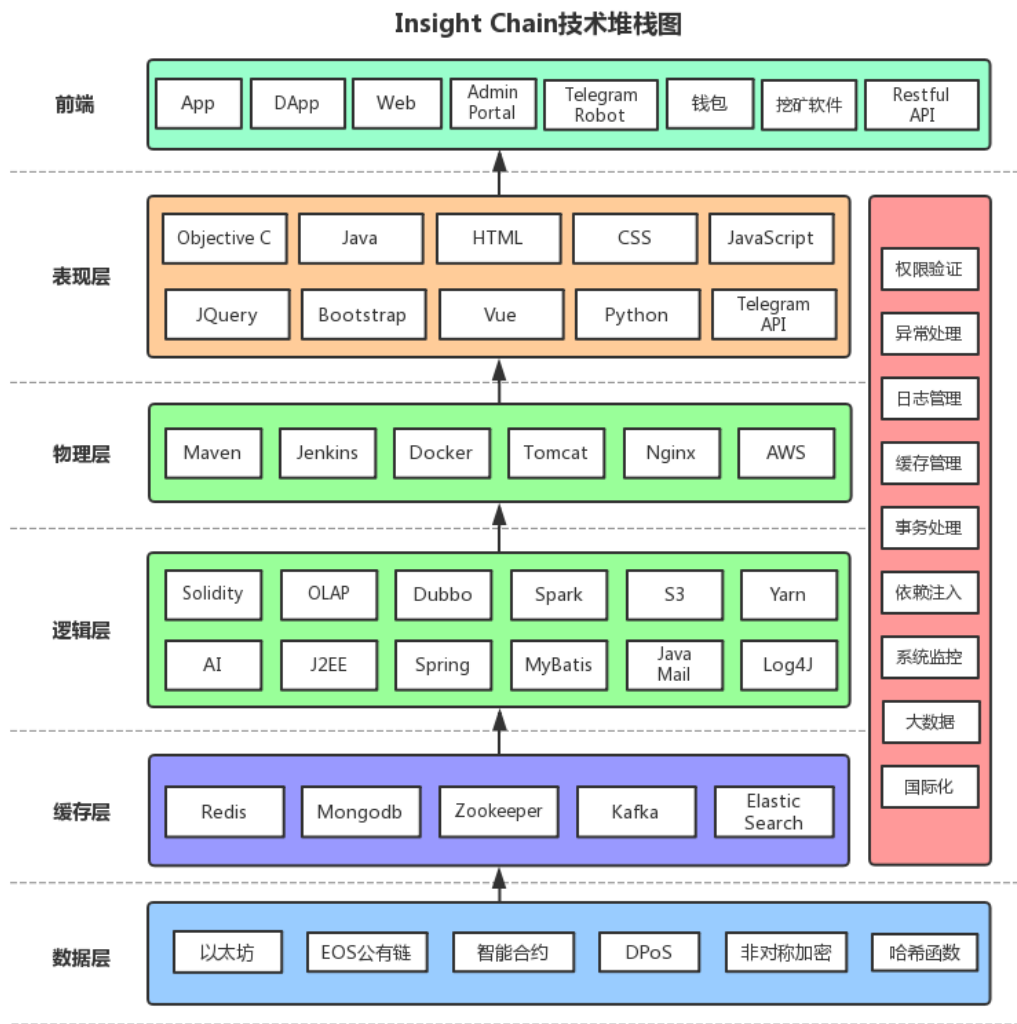 Insight Chain技术堆栈图
前端
App
DApp
Web
Admin
Portal
Telegram
Robot
钱包
挖矿软件
Restful
API
表现层
Objective C
Java
HTML
CSS
JavaScript
JQuery
Bootstrap
Vue
Python
Telegram
API
物理层
Maven
Jenkins
Docker
Tomcat
Nginx
AWS
逻辑层
Solidity
OLAP
Dubbo
Spark
S3
Yarn
AI
J2EE
Spring
MyBatis
Java
Mail
Log4J
缓存层
Redis
Mongodb
Zookeeper
Kafka
Elastic
Search
权限验证
异常处理
日志管理
缓存管理
事务处理
依赖注入
系统监控
大数据
国际化
数据层
以太坊
EOS公有链
智能合约
DPoS
非对称加密
哈希函数